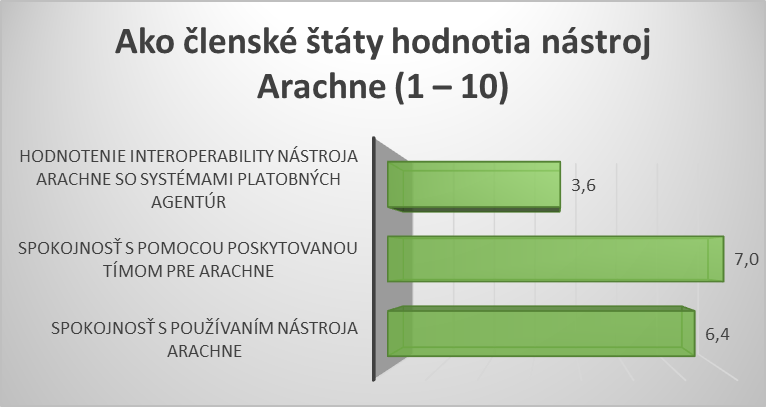 Ako členské štáty hodnotia nástroj
Arachne (1 – 10)
HODNOTENIE INTEROPERABILITY NÁSTROJA
ARACHNE SO SYSTÉMAMI PLATOBNÝCH
AGENTÚR
3,6
SPOKOJNOSŤ S POMOCOU POSKYTOVANOU
TÍMOM PRE ARACHNE
7,0
SPOKOJNOSŤ S POUŽÍVANÍM NÁSTROJA
ARACHNE
6,4